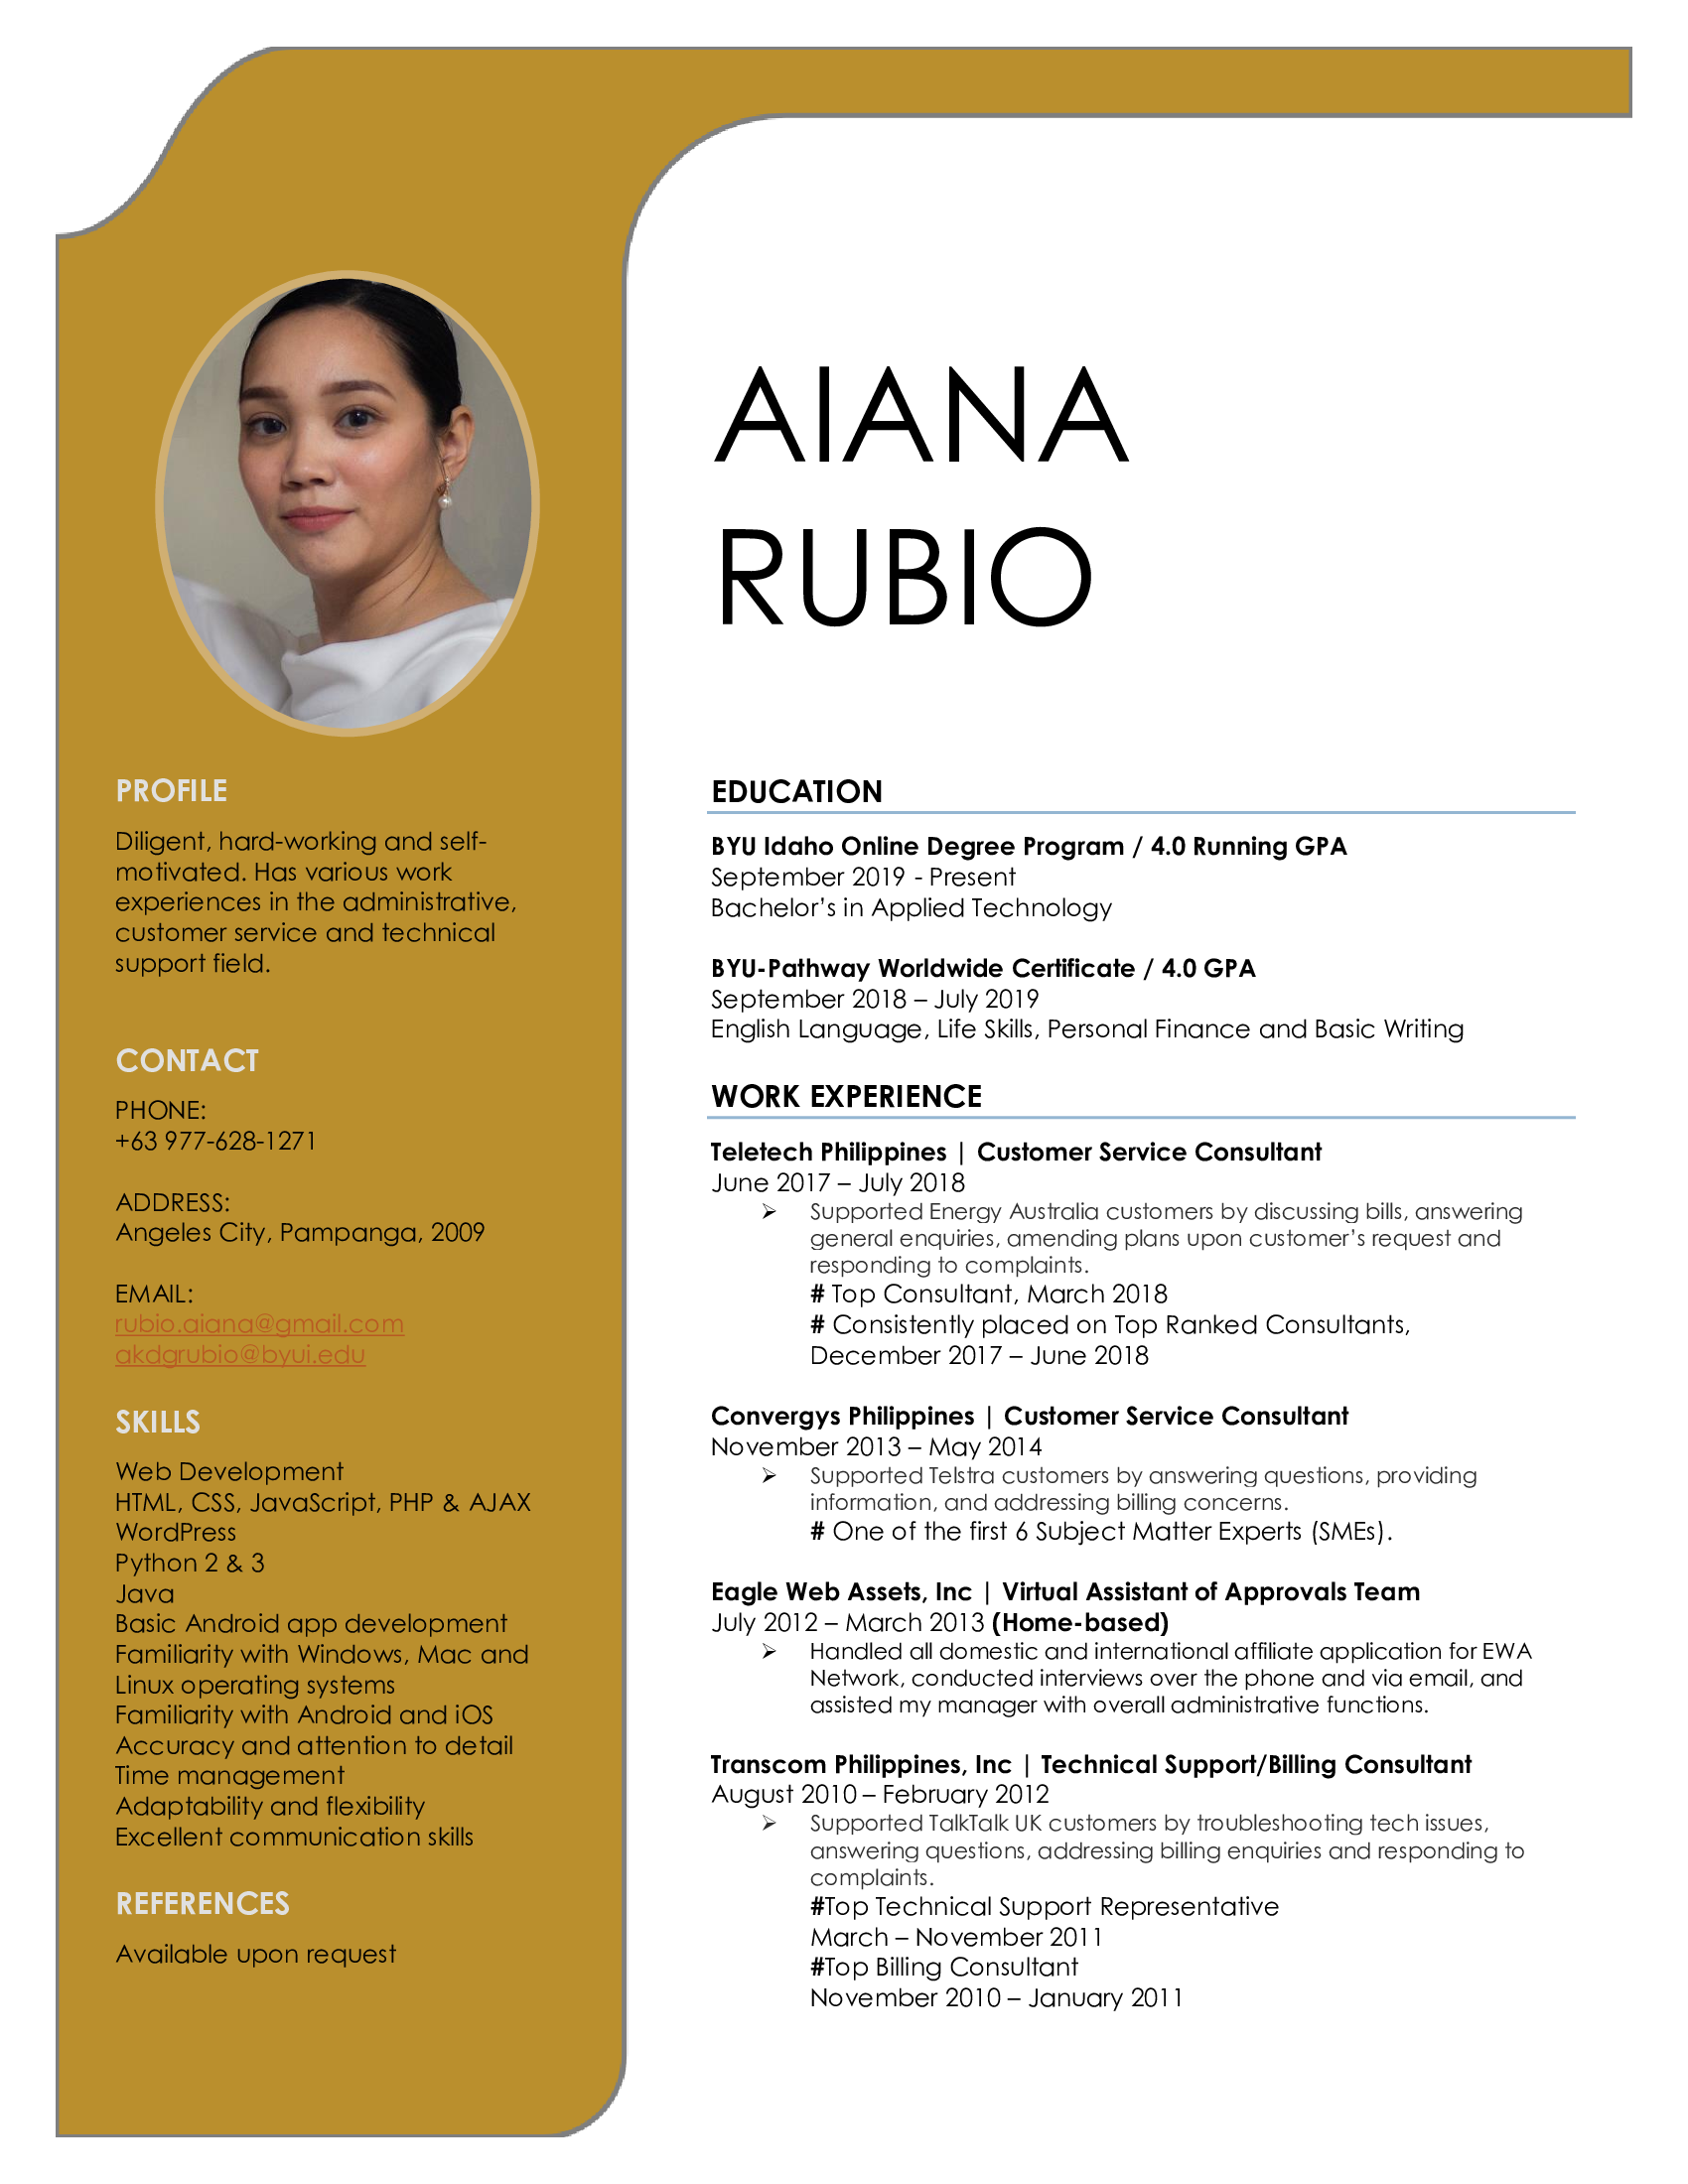 AIANA
RUBIO
PROFILE
Diligent, hard-working and self-
motivated. Has various work
experiences in the administrative,
customer service and technical
support field.
CONTACT
PHONE:
+63 977-628-1271
ADDRESS:
Angeles City, Pampanga, 2009
EMAIL:
rubio.aiana@gmail.com
akdgrubio@byui.edu
SKILLS
Web Development
HTML, CSS, JavaScript, PHP & AJAX
WordPress
Python 2 & 3
Java
Basic Android app development
Familiarity with Windows, Mac and
Linux operating systems
Familiarity with Android and iOS
Accuracy and attention to detail
Time management
Adaptability and flexibility
Excellent communication skills
REFERENCES
Available upon request
EDUCATION
BYU Idaho Online Degree Program / 4.0 Running GPA
September 2019 - Present
Bachelor’s in Applied Technology
BYU-Pathway Worldwide Certificate / 4.0 GPA
September 2018 – July 2019
English Language, Life Skills, Personal Finance and Basic Writing
WORK EXPERIENCE
Teletech Philippines | Customer Service Consultant
June 2017 – July 2018
➢ Supported Energy Australia customers by discussing bills, answering
general enquiries, amending plans upon customer’s request and
responding to complaints.
# Top Consultant, March 2018
# Consistently placed on Top Ranked Consultants,
December 2017 – June 2018
Convergys Philippines | Customer Service Consultant
November 2013 – May 2014
➢ Supported Telstra customers by answering questions, providing
information, and addressing billing concerns.
# One of the first 6 Subject Matter Experts (SMEs).
Eagle Web Assets, Inc | Virtual Assistant of Approvals Team
July 2012 – March 2013 (Home-based)
➢ Handled all domestic and international affiliate application for EWA
Network, conducted interviews over the phone and via email, and
assisted my manager with overall administrative functions.
Transcom Philippines, Inc | Technical Support/Billing Consultant
August 2010 – February 2012
➢ Supported TalkTalk UK customers by troubleshooting tech issues,
answering questions, addressing billing enquiries and responding to
complaints.
#Top Technical Support Representative
March – November 2011
#Top Billing Consultant
November 2010 – January 2011